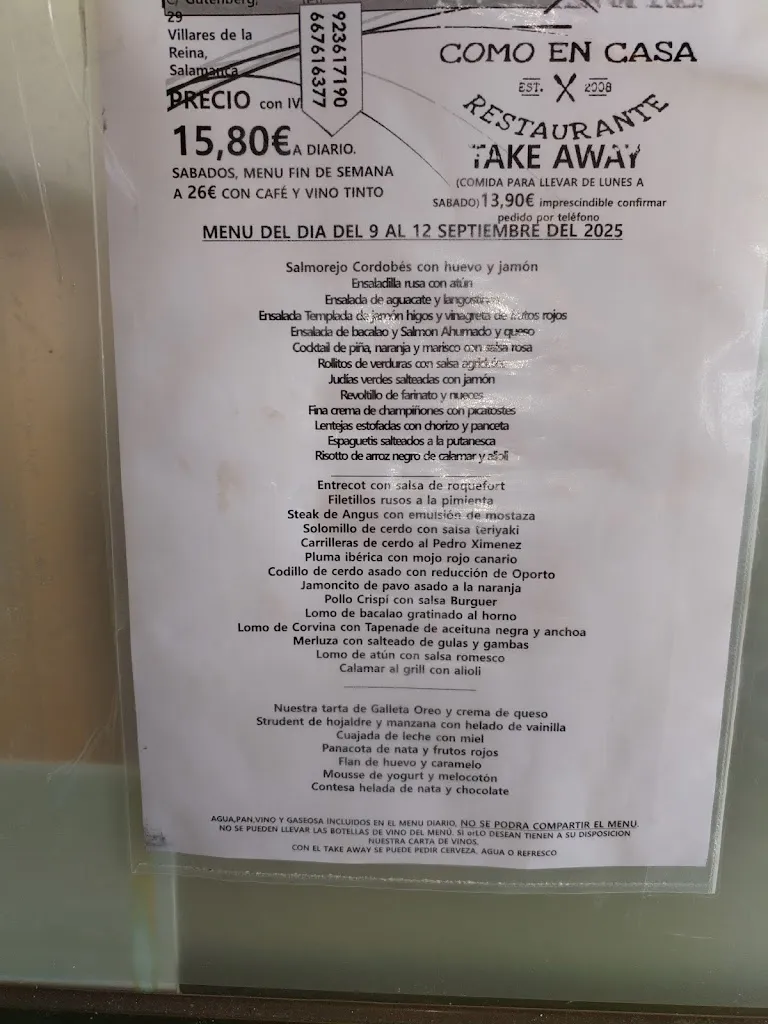 C/ Gutenberg,
29
Villares de la
Reina,
Salamanca
923617190
667616377
PRECIO con IV
15,80€ A DIARIO.
SABADOS, MENU FIN DE SEMANA
A 26€ CON CAFÉ Y VINO TINTO
COMO EN CASA
EST. 2008
RESTAURANTE
TAKE AWAY
(COMIDA PARA LLEVAR DE LUNES A
SABADO) 13,90€ imprescindible confirmar
pedido por teléfono
MENU DEL DIA DEL 9 AL 12 SEPTIEMBRE DEL 2025
Salmorejo Cordobés con huevo y jamón
Ensaladilla rusa con atún
Ensalada de aguacate y langostinos
Ensalada Templada de jamón higos y vinagreta de frutos rojos
Ensalada de bacalao y Salmon Ahumado y queso
Cocktail de piña, naranja y marisco con salsa rosa
Rollitos de verduras con salsa agridulce
Judías verdes salteadas con jamón
Revoltillo de farinato y nueces
Fina crema de champiñones con picatostes
Lentejas estofadas con chorizo y panceta
Espaguetis salteados a la putanesca
Risotto de arroz negro de calamar y alioli
Entrecot con salsa de roquefort
Filetillos rusos a la pimienta
Steak de Angus con emulsión de mostaza
Solomillo de cerdo con salsa teriyaki
Carrilleras de cerdo al Pedro Ximenez
Pluma ibérica con mojo rojo canario
Codillo de cerdo asado con reducción de Oporto
Jamoncito de pavo asado a la naranja
Pollo Crispi con salsa Burguer
Lomo de bacalao gratinado al horno
Lomo de Corvina con Tapenade de aceituna negra y anchoa
Merluza con salteado de gulas y gambas
Lomo de atún con salsa romesco
Calamar al grill con alioli
Nuestra tarta de Galleta Oreo y crema de queso
Strudent de hojaldre y manzana con helado de vainilla
Cuajada de leche con miel
Panacota de nata y frutos rojos
Flan de huevo y caramelo
Mousse de yogurt y melocotón
Contesa helada de nata y chocolate
AGUA,PAN,VINO Y GASEOSA INCLUIDOS EN EL MENU DIARIO. NO SE PODRA COMPARTIR EL MENU.
NO SE PUEDEN LLEVAR LAS BOTELLAS DE VINO DEL MENÚ. SI orLO DESEAN TIENEN A SU DISPOSICION
NUESTRA CARTA DE VINOS.
CON EL TAKE AWAY SE PUEDE PEDIR CERVEZA, AGUA O REFRESCO